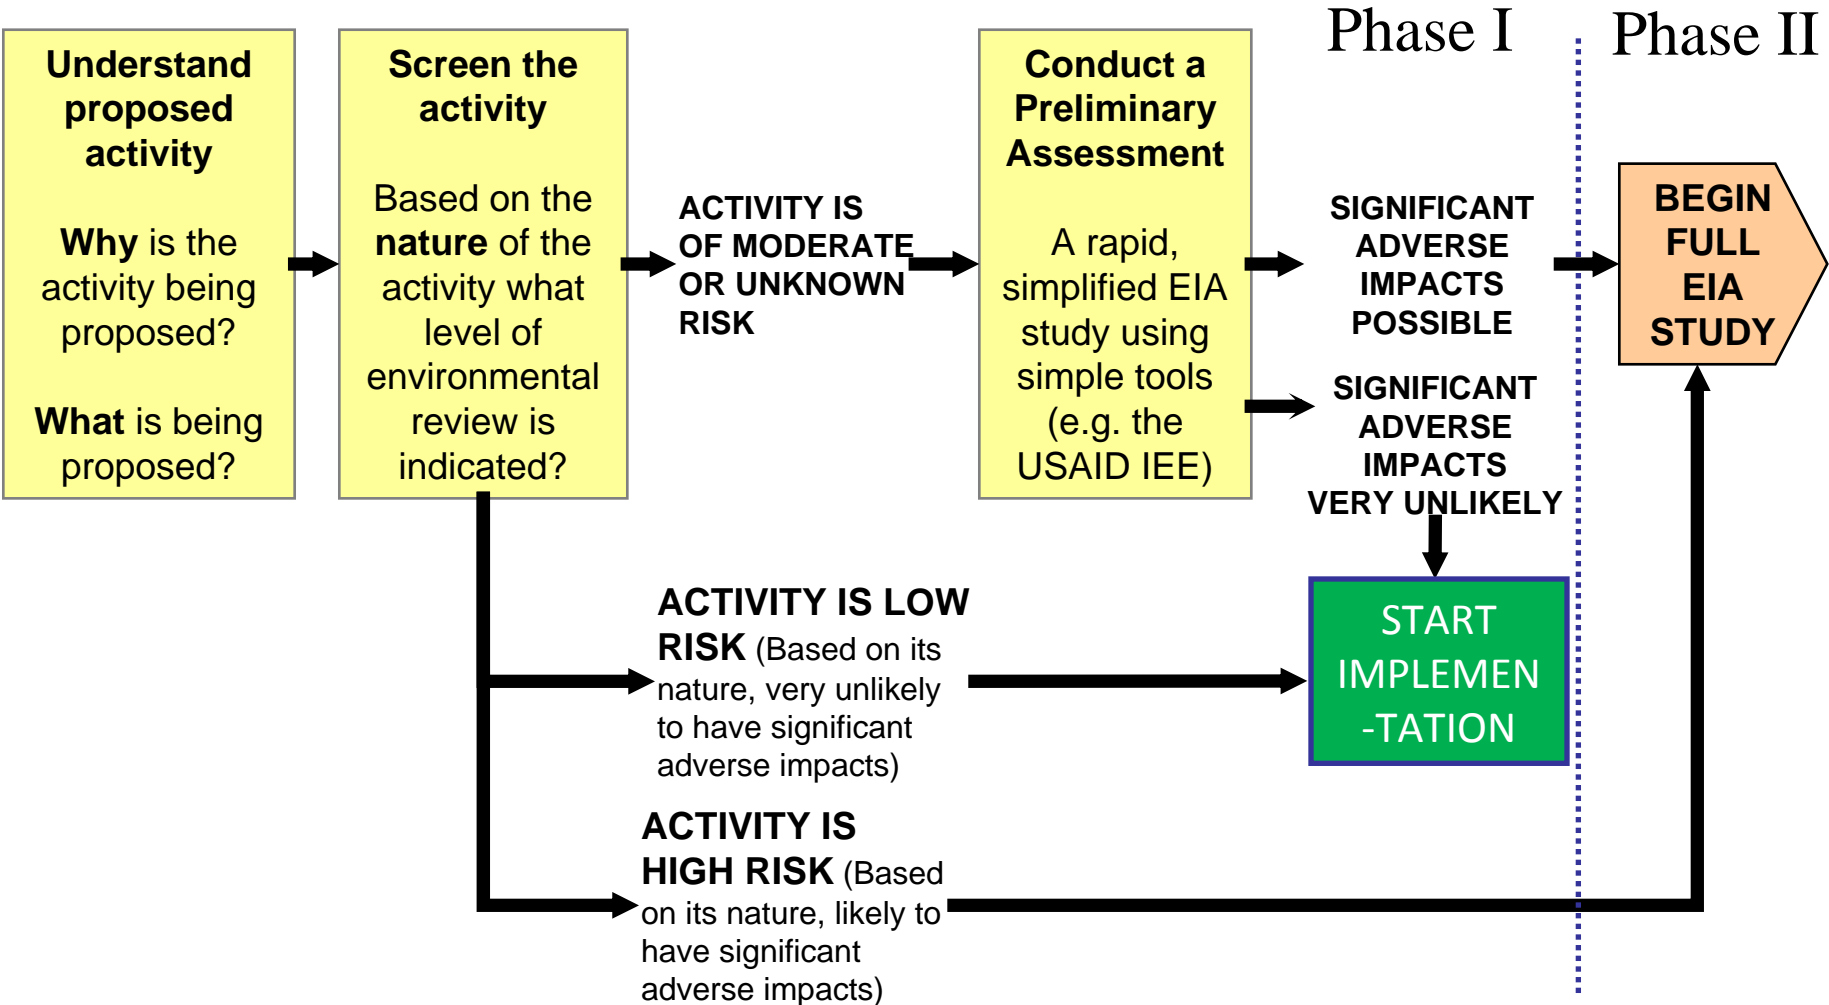 Phase I
Phase II
Understand
proposed
activity
Why is the
activity being
proposed?
What is being
proposed?
Screen the
activity
Based on the
nature of the
activity what
level of
environmental
review is
indicated?
ACTIVITY IS
OF MODERATE
OR UNKNOWN
RISK
Conduct a
Preliminary
Assessment
A rapid,
simplified EIA
study using
simple tools
(e.g. the
USAID IEE)
SIGNIFICANT
ADVERSE
IMPACTS
POSSIBLE
SIGNIFICANT
ADVERSE
IMPACTS
VERY UNLIKELY
BEGIN
FULL
EIA
STUDY
ACTIVITY IS LOW
RISK (Based on its
nature, very unlikely
to have significant
adverse impacts)
START
IMPLEMEN
-TATION
ACTIVITY IS
HIGH RISK (Based
on its nature, likely to
have significant
adverse impacts)